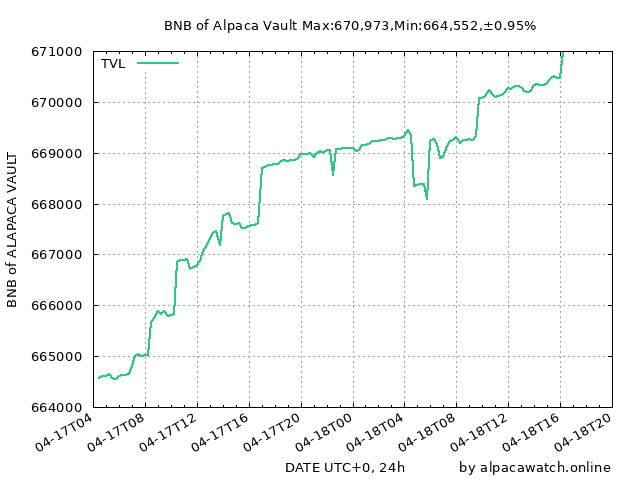 BNB of Alpaca Vault Max:670,973,Min:664,552,±0.95%
671000
TVL
670000
669000
668000
667000
666000
665000
664000
BNB of ALAPACA VAULT
04-17T04
04-17T08
04-17T12
04-17T16
04-17T20
04-18T00
04-18T04
04-18T08
04-18T12
04-18T16
04-18T20
DATE UTC+0, 24h
by alpacawatch.online